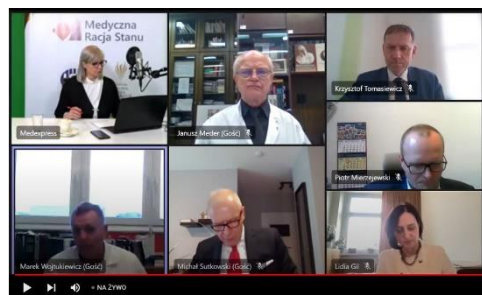 Medyczna
Racja Stanu
Medexpress
Janusz Meder (Gość)
Krzysztof Tomasiewicz
Piotr Mierzejewski
Marek Wojtukiewicz (Gość)
Michał Sutkowski (Gość)
Lidia Gil
NA ŻYWO